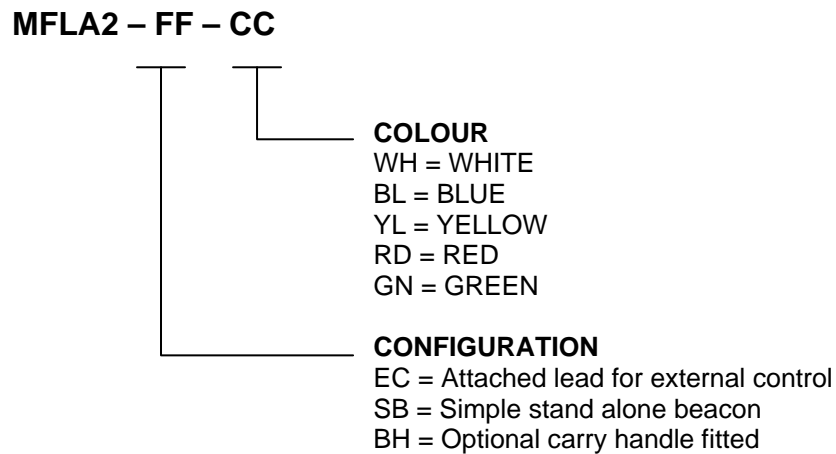 MFLA2 – FF – CC
COLOUR
WH = WHITE
BL = BLUE
YL = YELLOW
RD = RED
GN = GREEN
CONFIGURATION
EC = Attached lead for external control
SB = Simple stand alone beacon
BH = Optional carry handle fitted